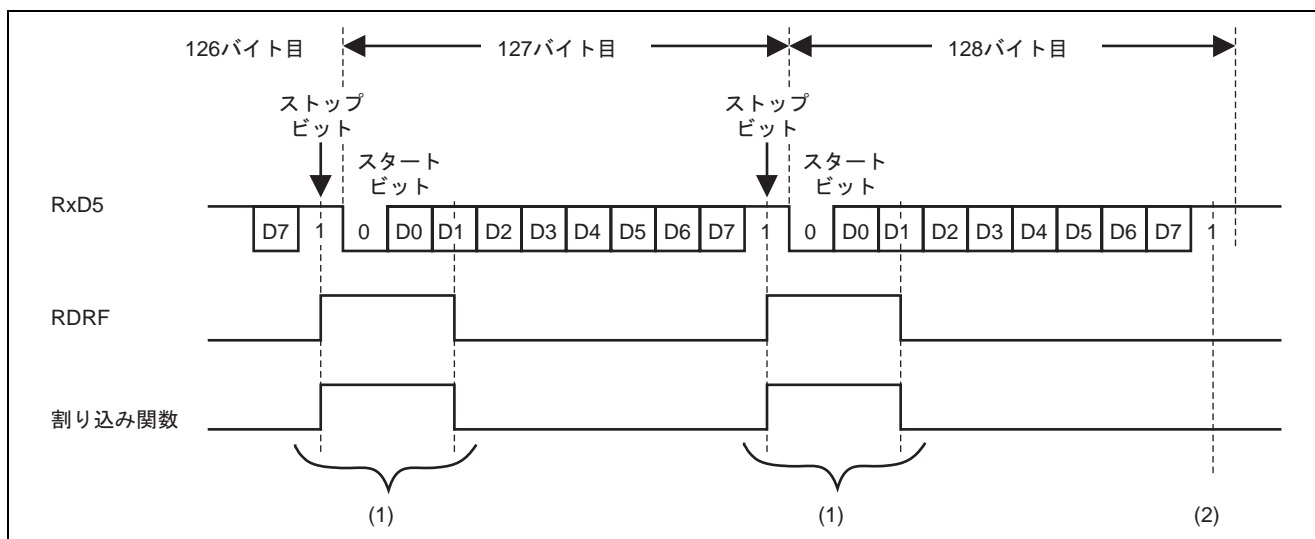 126バイト目
127バイト目
128バイト目
ストップ
ビット
ストップ
ビット
スタート
ビット
スタート
ビット
RxD5
D7 1 0 D0 D1 D2 D3 D4 D5 D6 D7 1 0 D0 D1 D2 D3 D4 D5 D6 D7 1
RDRF
割り込み関数
(1)
(1)
(2)